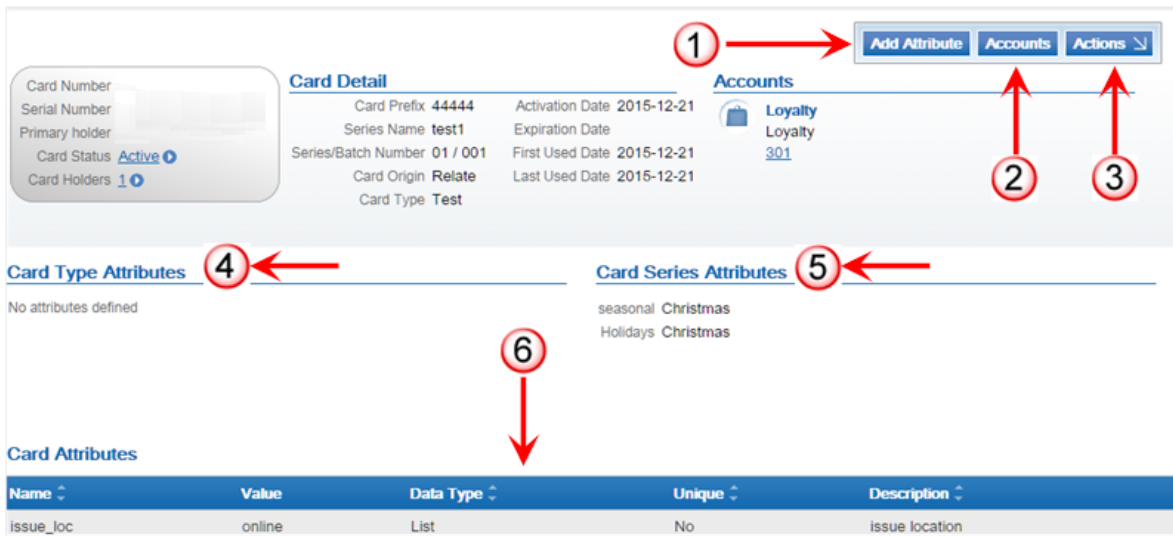 1 Add Attribute Accounts Actions
Card Number
Serial Number
Primary holder
Card Status Active
Card Holders 1
Card Detail
Card Prefix 44444 Activation Date 2015-12-21
Series Name test1 Expiration Date
Series/Batch Number 01 / 001 First Used Date 2015-12-21
Card Origin Relate Last Used Date 2015-12-21
Card Type Test
Accounts
Loyalty
Loyalty
301
2 3
Card Type Attributes 4
No attributes defined
Card Series Attributes 5
seasonal Christmas
Holidays Christmas
6
Card Attributes
Name Value Data Type Unique Description
issue_loc online List No issue location